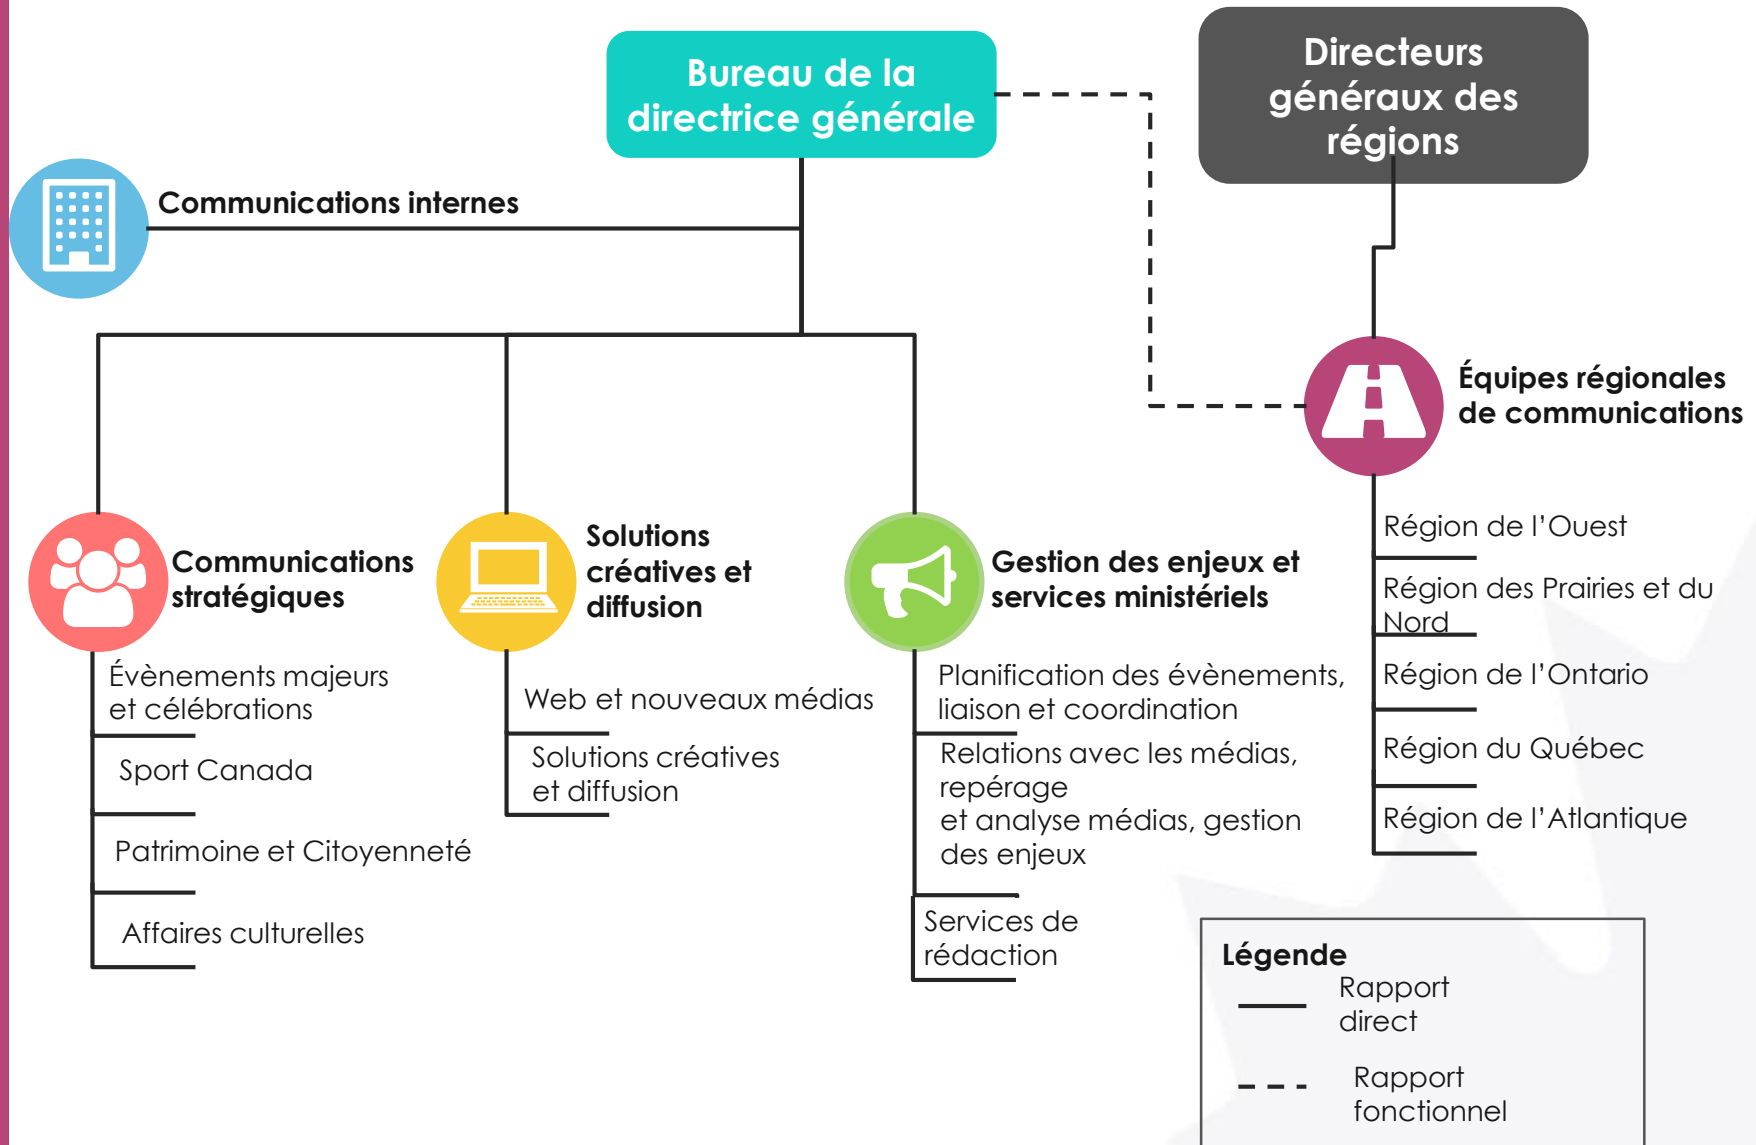 Bureau de la
directrice générale
Directeurs
généraux des
régions
Communications internes
Équipes régionales
de communications
Communications
stratégiques
Solutions
créatives et
diffusion
Gestion des enjeux et
services ministériels
Évènements majeurs
et célébrations
Sport Canada
Patrimoine et Citoyenneté
Affaires culturelles
Web et nouveaux médias
Solutions créatives
et diffusion
Planification des évènements,
liaison et coordination
Relations avec les médias,
repérage
et analyse médias, gestion
des enjeux
Services de
rédaction
Région de l’Ouest
Région des Prairies et du
Nord
Région de l’Ontario
Région du Québec
Région de l’Atlantique
Légende
Rapport
direct
Rapport
fonctionnel